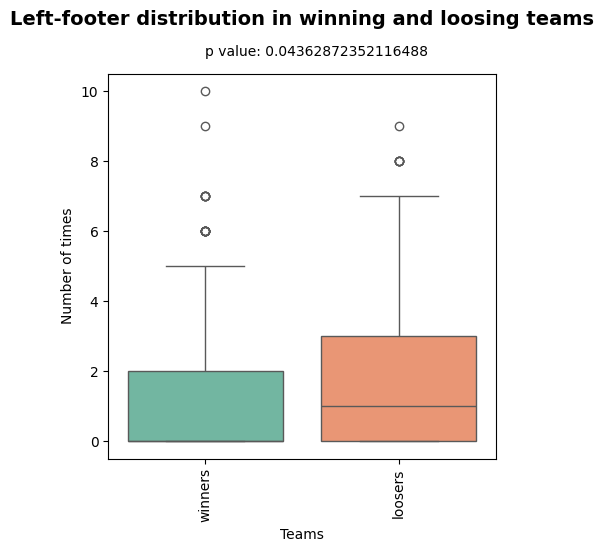 Left-footer distribution in winning and loosing teams
p value: 0.04362872352116488
10
8
6
4
2
0
Number of times
winners
loosers
Teams